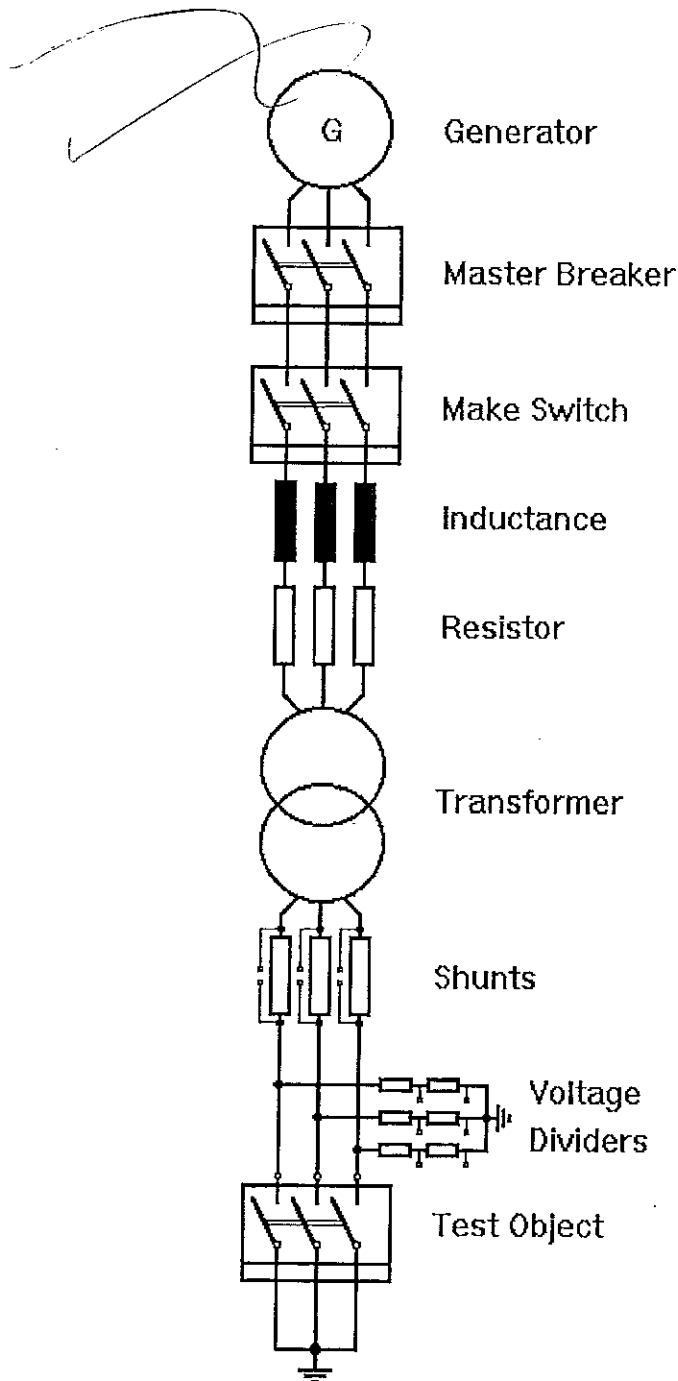 G
Generator
Master Breaker
Make Switch
Inductance
Resistor
Transformer
Shunts
Voltage
Dividers
Test Object